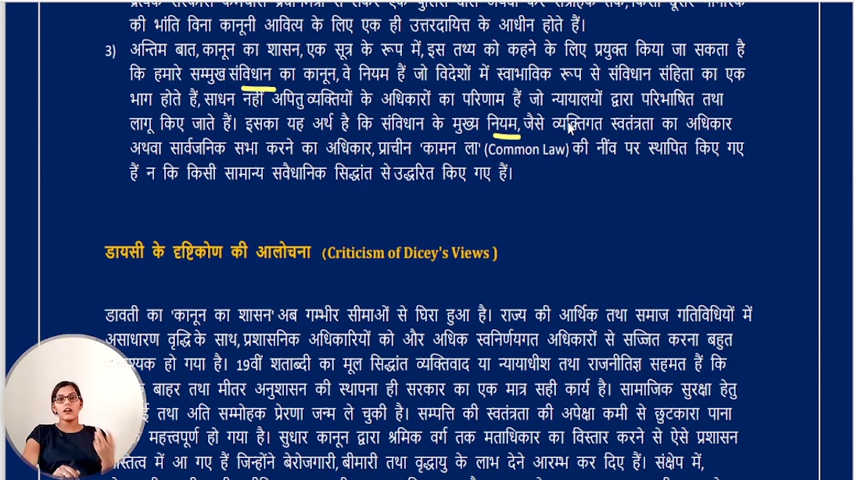 की भांति विना कानूनी आवित्य के लिए एक ही उत्तरदायित्त के आधीन होते हैं।
3) अन्तिम बात, कानून का शासन, एक सूत्र के रूप में, इस तथ्य को कहने के लिए प्रयुक्त किया जा सकता है
कि हमारे सम्मुख संविधान का कानून, वे नियम हैं जो विदेशों में स्वाभाविक रूप से संविधान संहिता का एक
भाग होते हैं, साधन नहीं अपितु व्यक्तियों के अधिकारों का परिणाम हैं जो न्यायालयों द्वारा परिभाषित तथा
लागू किए जाते हैं। इसका यह अर्थ है कि संविधान के मुख्य नियम, जैसे व्यक्तिगत स्वतंत्रता का अधिकार
अथवा सार्वजनिक सभा करने का अधिकार, प्राचीन 'कामन ला' (Common Law) की नींव पर स्थापित किए गए
हैं न कि किसी सामान्य सवैधानिक सिद्धांत से उद्धरित किए गए हैं।
डायसी के दृष्टिकोण की आलोचना (Criticism of Dicey's Views )
डावती का 'कानून का शासन' अब गम्भीर सीमाओं से घिरा हुआ है। राज्य की आर्थिक तथा समाज गतिविधियों में
असाधारण वृद्धि के साथ, प्रशासनिक अधिकारियों को और अधिक स्वनिर्णयगत अधिकारों से सज्जित करना बहुत
हो गया है। 19वीं शताब्दी का मूल सिद्धांत व्यक्तिवाद या न्यायाधीश तथा राजनीतिज्ञ सहमत हैं कि
बाहर तथा मीतर अनुशासन की स्थापना ही सरकार का एक मात्र सही कार्य है। सामाजिक सुरक्षा हेतु
तथा अति सम्मोहक प्रेरणा जन्म ले चुकी है। सम्पत्ति की स्वतंत्रता की अपेक्षा कमी से छुटकारा पाना
महत्त्वपूर्ण हो गया है। सुधार कानून द्वारा श्रमिक वर्ग तक मताधिकार का विस्तार करने से ऐसे प्रशासन
में आ गए हैं जिन्होंने बेरोजगारी, बीमारी तथा वृद्धायु के लाभ देने आरम्भ कर दिए हैं। संक्षेप में,